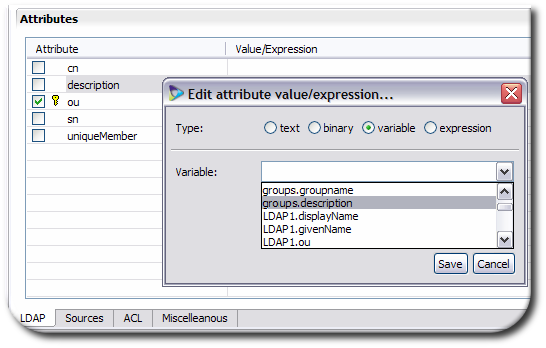 Attributes
Attribute Value/Expression
cn
description
ou
sn
uniqueMember
Edit attribute value/expression...
Type: text binary variable expression
Variable:
groups.groupname
groups.description
LDAP1.displayName
LDAP1.givenName
LDAP1.ou
Save Cancel
LDAP Sources ACL Miscelleanous